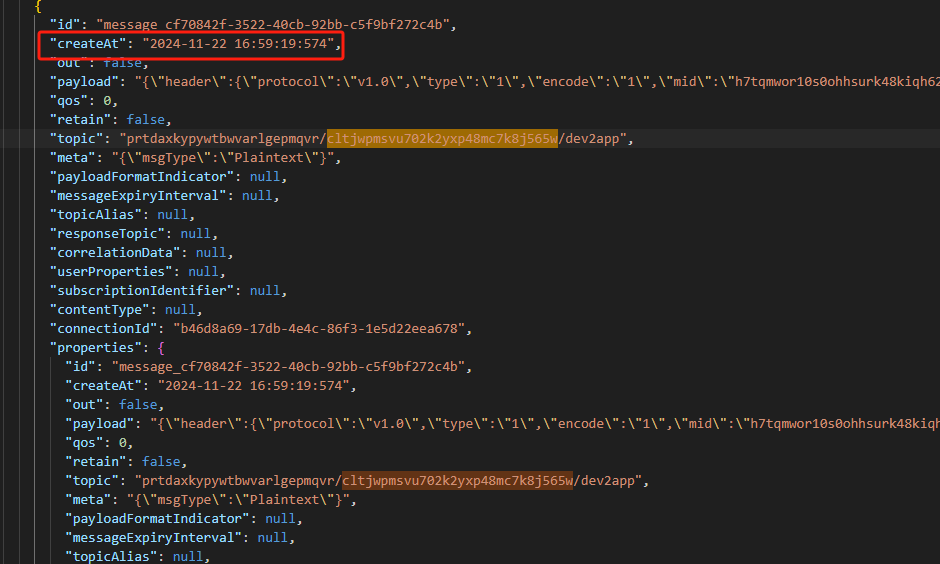 {
"id": "message_cf70842f-3522-40cb-92bb-c5f9bf272c4b",
"createAt": "2024-11-22 16:59:19:574",
"out": false,
"payload": "{\"header\":{\"protocol\":\"v1.0\",\"type\":\"1\",\"encode\":\"1\",\"mid\":\"h7tqmwor10s0ohhsurk48kiqh62
"qos": 0,
"retain": false,
"topic": "prtdaxkypywtbwvarlgepmqvr/cltjwpmsvu702k2yxp48mc7k8j565w/dev2app",
"meta": "{\"msgType\":\"Plaintext\"}",
"payloadFormatIndicator": null,
"messageExpiryInterval": null,
"topicAlias": null,
"responseTopic": null,
"correlationData": null,
"userProperties": null,
"subscriptionIdentifier": null,
"contentType": null,
"connectionId": "b46d8a69-17db-4e4c-86f3-1e5d22eea678",
"properties": {
"id": "message_cf70842f-3522-40cb-92bb-c5f9bf272c4b",
"createAt": "2024-11-22 16:59:19:574",
"out": false,
"payload": "{\"header\":{\"protocol\":\"v1.0\",\"type\":\"1\",\"encode\":\"1\",\"mid\":\"h7tqmwor10s0ohhsurk48kiqh
"qos": 0,
"retain": false,
"topic": "prtdaxkypywtbwvarlgepmqvr/cltjwpmsvu702k2yxp48mc7k8j565w/dev2app",
"meta": "{\"msgType\":\"Plaintext\"}",
"payloadFormatIndicator": null,
"messageExpiryInterval": null,
"topicAlias": null,